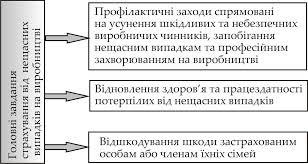 Головні завдання
страхування від нещасних
випадків на виробництві
Профілактичні заходи спрямовані
на усунення шкідливих та небезпечних
виробничих чинників, запобігання
нещасним випадкам та професійним
захворюванням на виробництві
Відновлення здоров'я та працездатності
потерпілих від нещасних випадків
Відшкодування шкоди застрахованим
особам або членам їхніх сімей